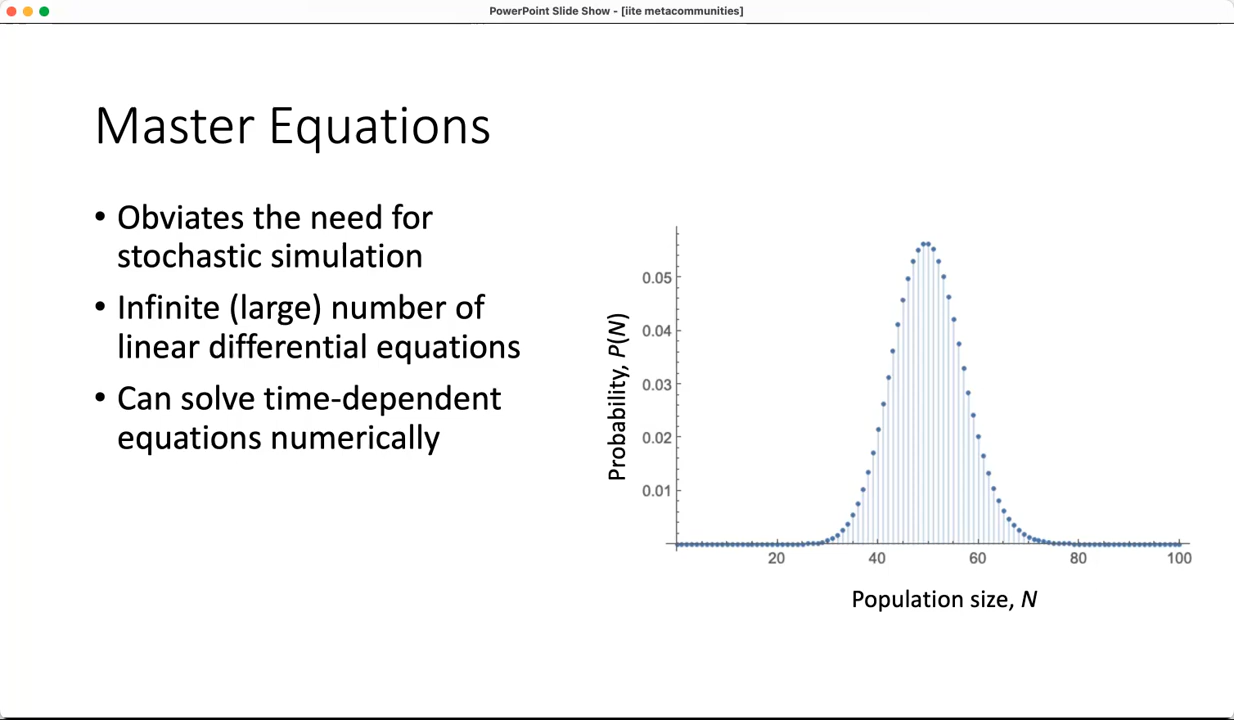 PowerPoint Slide Show - [iite metacommunities]
Master Equations
• Obviates the need for
stochastic simulation
• Infinite (large) number of
linear differential equations
• Can solve time-dependent
equations numerically
Probability, P(N)
0.05
0.04
0.03
0.02
0.01
20 40 60 80 100
Population size, N